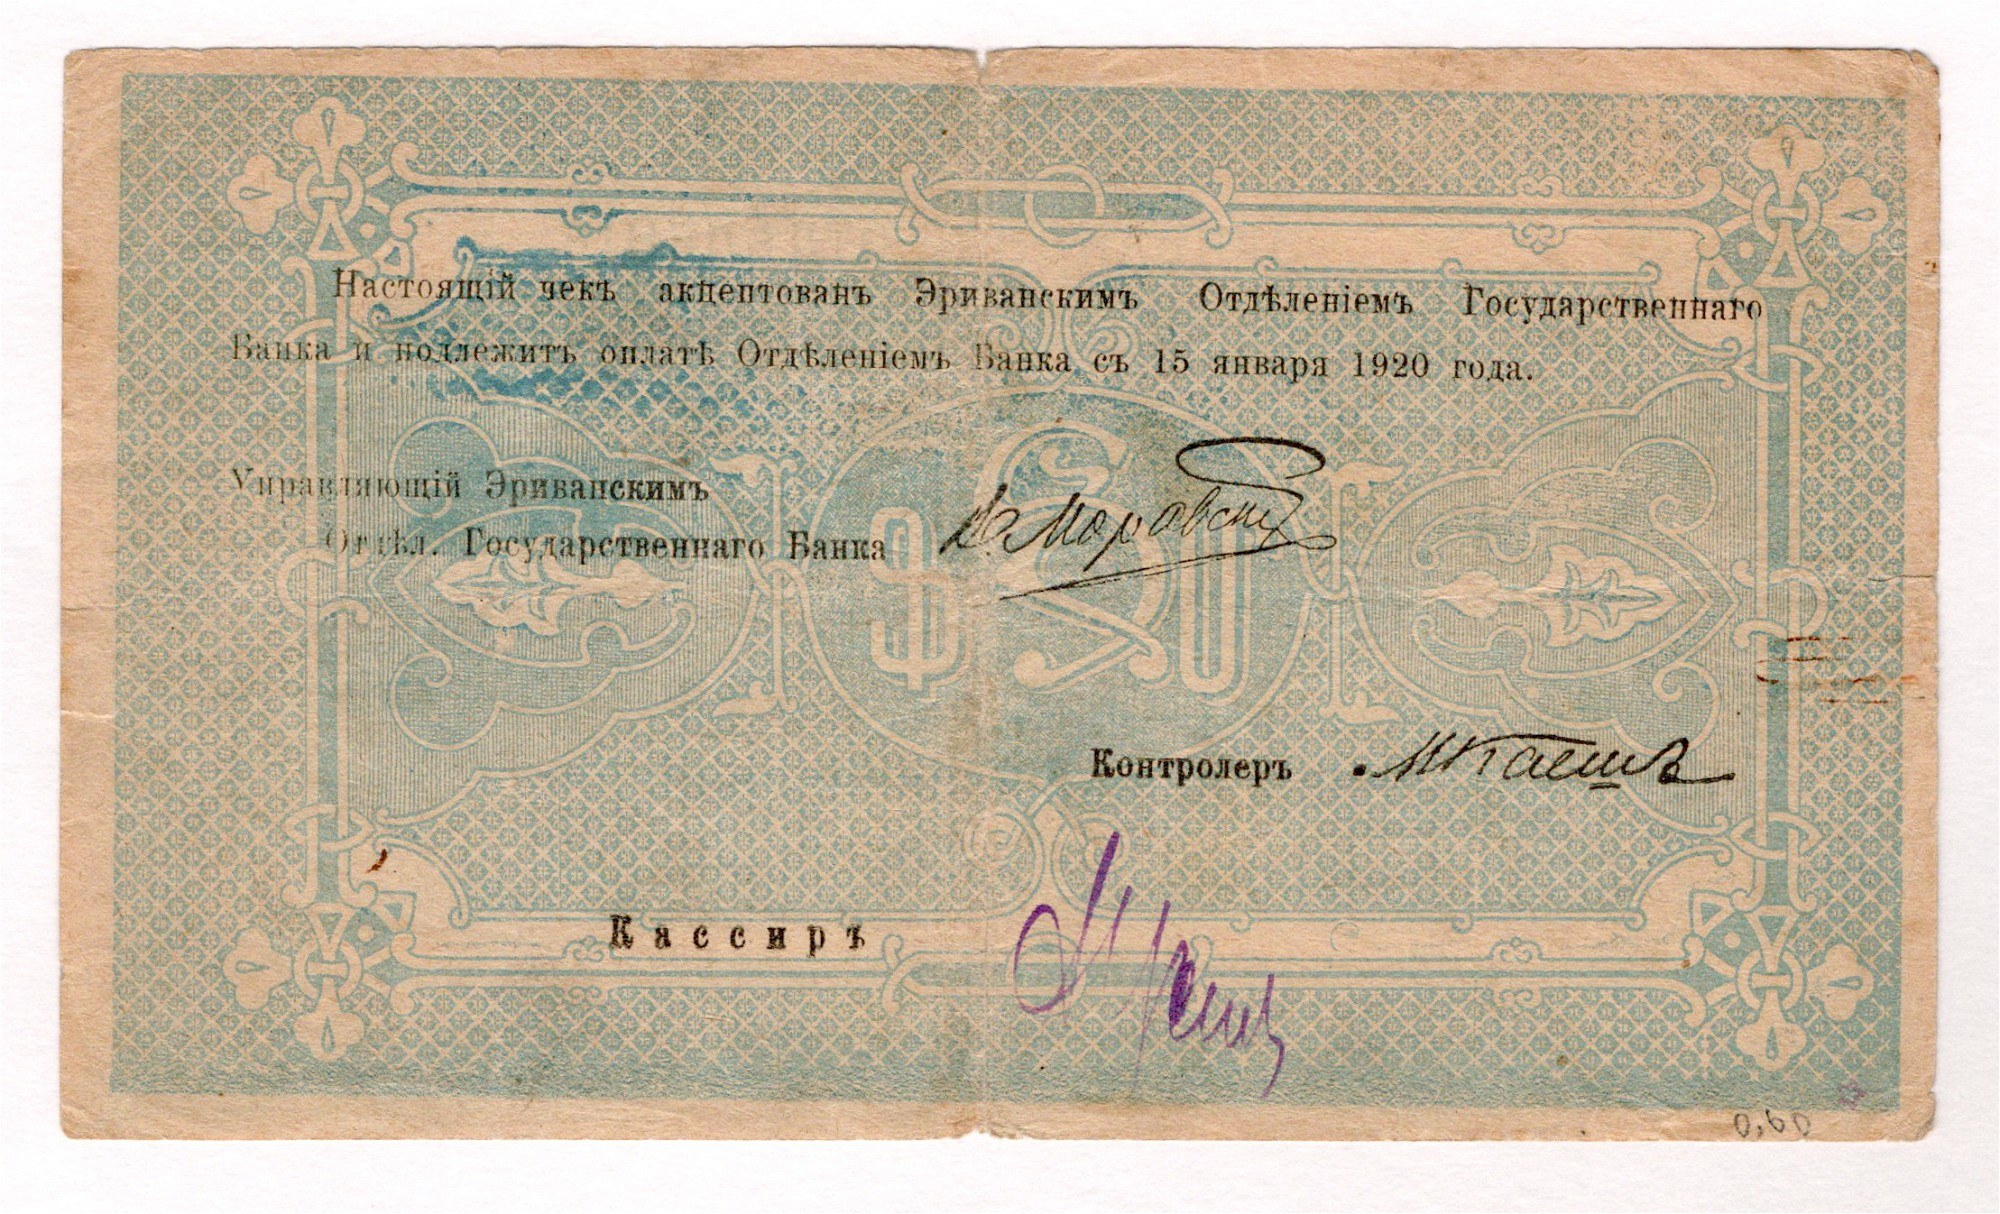 Настоящій чекъ акцептованъ Эриванскимъ Отдѣленіемъ Государственнаго
Банка и подлежитъ оплатѣ Отдѣленіемъ Банка съ 15 января 1920 года.
Управляющій Эриванскимъ
Отдѣл. Государственнаго Банка
Контролеръ
Кассиръ
0,60